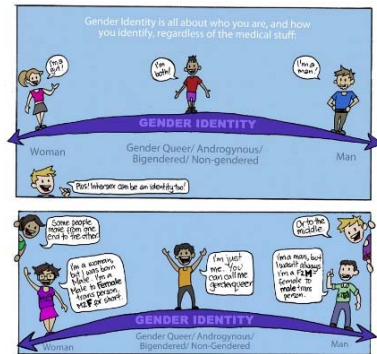 Gender Identity is all about who you are, and how
you identify, regardless of the medical stuff:
I'm a girl!
I'm both!
I'm a man!
GENDER IDENTITY
Woman
Gender Queer/ Androgynous/
Bigendered/ Non-gendered
Man
Plus! Intersex can be an identity too!
Some people
move from one
end to the other.
Or to the
middle.
I'm a woman,
but I was born
Male. I'm a
Male to Female
trans person,
M2F for short.
I'm just
me. You
can call me
genderqueer.
I'm a man, but
I wasn't always
I'm a F2M
Female to
male trans
person.
GENDER IDENTITY
Woman
Gender Queer/ Androgynous/
Bigendered/ Non-gendered
Man